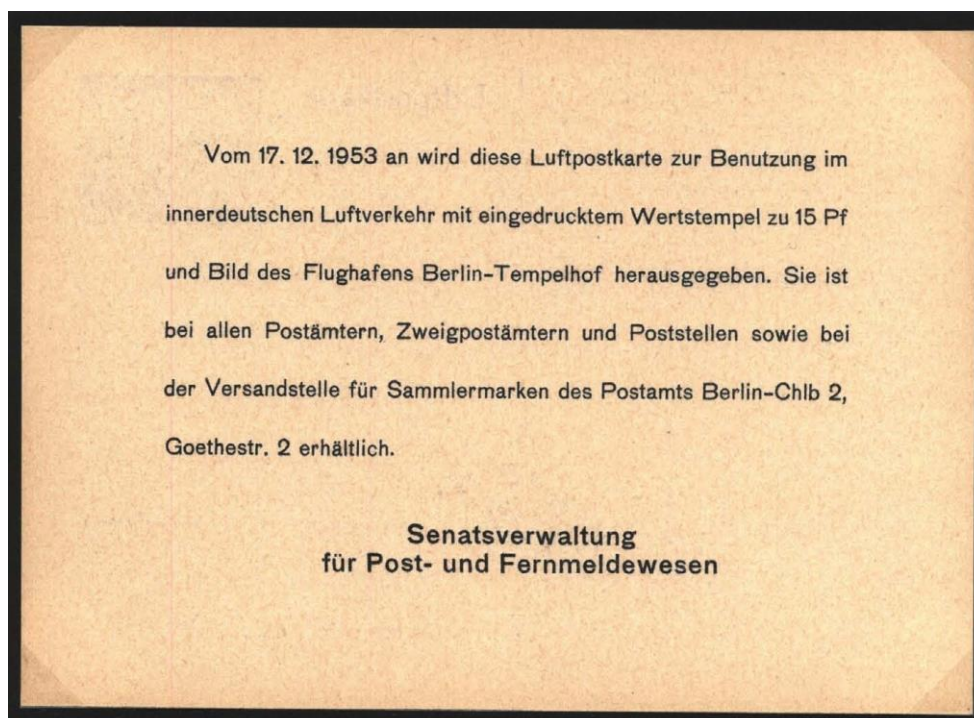 Vom 17. 12. 1953 an wird diese Luftpostkarte zur Benutzung im
innerdeutschen Luftverkehr mit eingedrucktem Wertstempel zu 15 Pf
und Bild des Flughafens Berlin-Tempelhof herausgegeben. Sie ist
bei allen Postämtern, Zweigpostämtern und Poststellen sowie bei
der Versandstelle für Sammlermarken des Postamts Berlin-Chlb 2,
Goethestr. 2 erhältlich.
Senatsverwaltung
für Post- und Fernmeldewesen